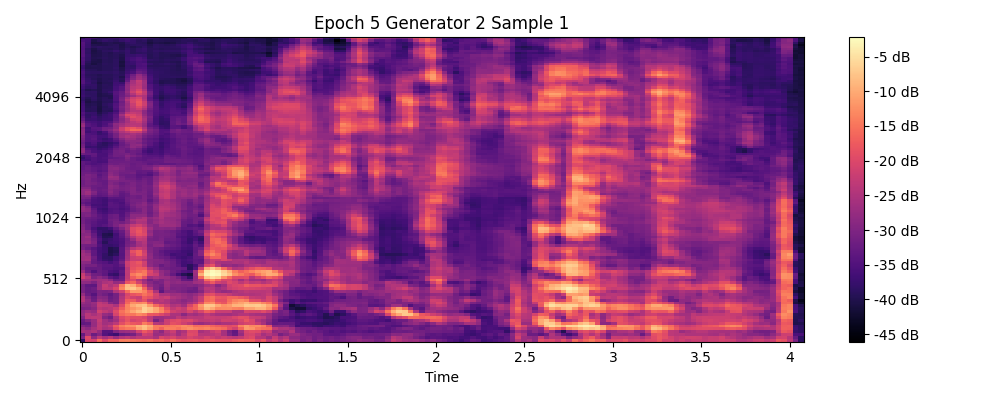 Epoch 5 Generator 2 Sample 1
Hz
4096
2048
1024
512
0
0 0.5 1 1.5 2 2.5 3 3.5 4
Time
-5 dB
-10 dB
-15 dB
-20 dB
-25 dB
-30 dB
-35 dB
-40 dB
-45 dB